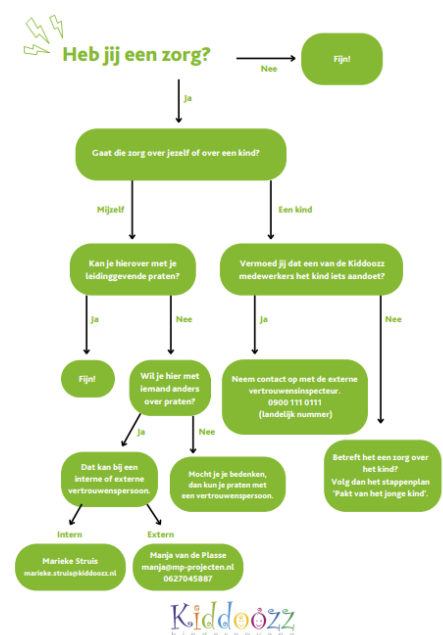 Heb jij een zorg?
Nee
Fijn!
Ja
Gaat die zorg over jezelf of over een kind?
Mijzelf
Een kind
Kan je hierover met je
leidinggevende praten?
Vermoed jij dat een van de Kiddoozz
medewerkers het kind iets aandoet?
Ja
Nee
Ja
Nee
Fijn!
Wil je hier met
iemand anders
over praten?
Neem contact op met de externe
vertrouwensinspecteur.
0900 111 0111
(landelijk nummer)
Ja
Nee
Dat kan bij een
interne of externe
vertrouwenspersoon.
Mocht je je bedenken,
dan kun je praten met
een vertrouwenspersoon.
Betreft het een zorg over
het kind?
Volg dan het stappenplan
'Pakt van het jonge kind'.
Intern
Extern
Marieke Struis
marieke.struis@kiddoozz.nl
Manja van de Plasse
manja@mp-projecten.nl
0627045887
Kiddoozz